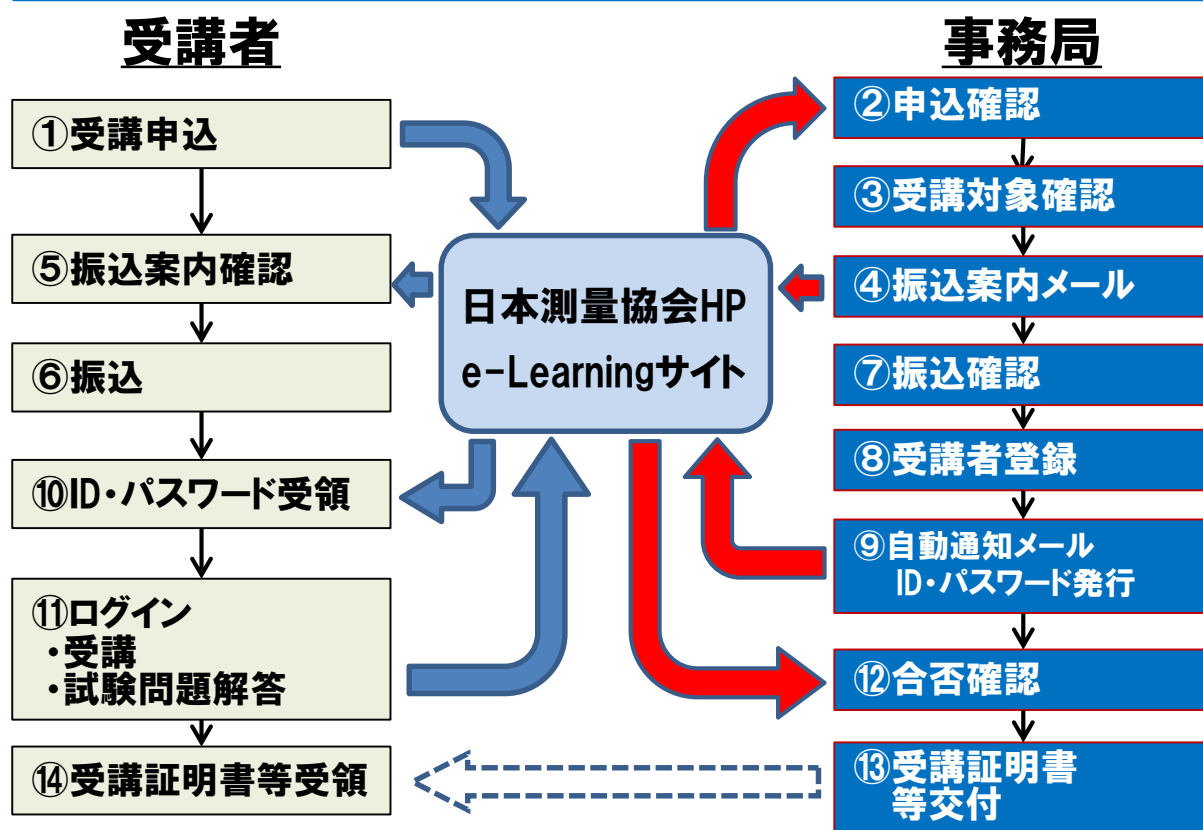 受講者
①受講申込
⑤振込案内確認
⑥振込
⑩ID・パスワード受領
⑪ログイン
・受講
・試験問題解答
⑭受講証明書等受領
日本測量協会HP
e-Learningサイト
事務局
②申込確認
③受講対象確認
④振込案内メール
⑦振込確認
⑧受講者登録
⑨自動通知メール
ID・パスワード発行
⑫合否確認
⑬受講証明書
等交付